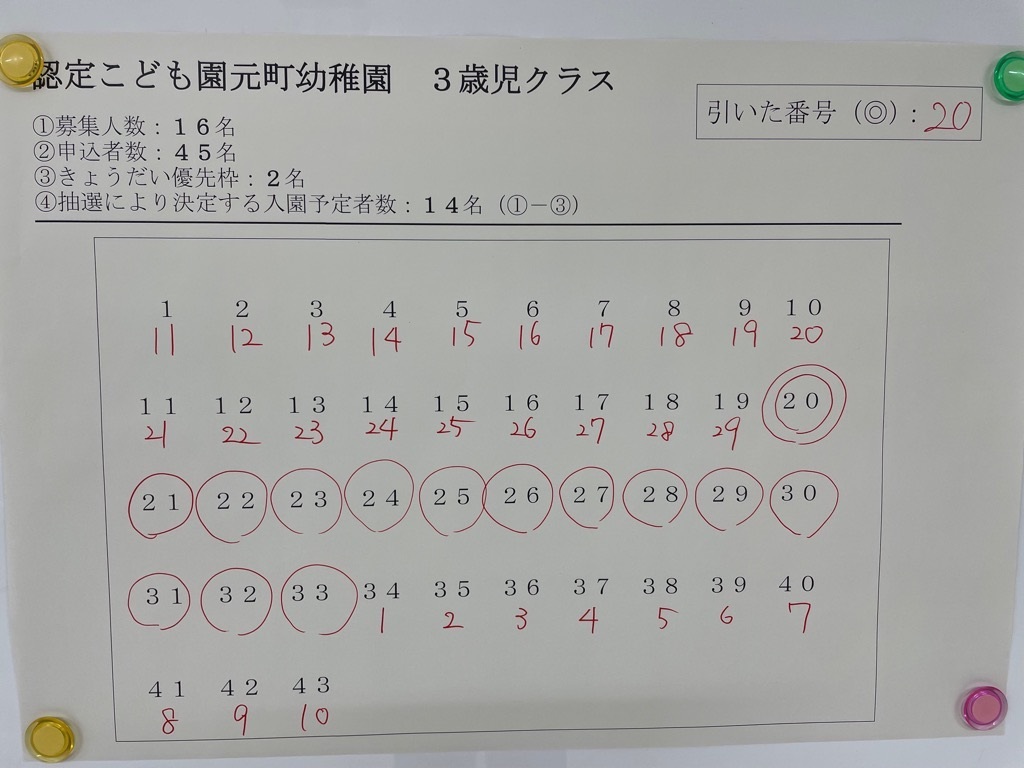 認定こども園元町幼稚園　３歳児クラス
引いた番号（◎）：20
①募集人数：１６名
②申込者数：４５名
③きょうだい優先枠：２名
④抽選により決定する入園予定者数：１４名（①－③）
１ ２ ３ ４ ５ ６ ７ ８ ９ １０
11 12 13 14 15 16 17 18 19 20
１１ １２ １３ １４ １５ １６ １７ １８ １９ ２０
21 22 23 24 25 26 27 28 29
２１ ２２ ２３ ２４ ２５ ２６ ２７ ２８ ２９ ３０
３１ ３２ ３３ ３４ ３５ ３６ ３７ ３８ ３９ ４０
1 2 3 4 5 6 7
４１ ４２ ４３
8 9 10